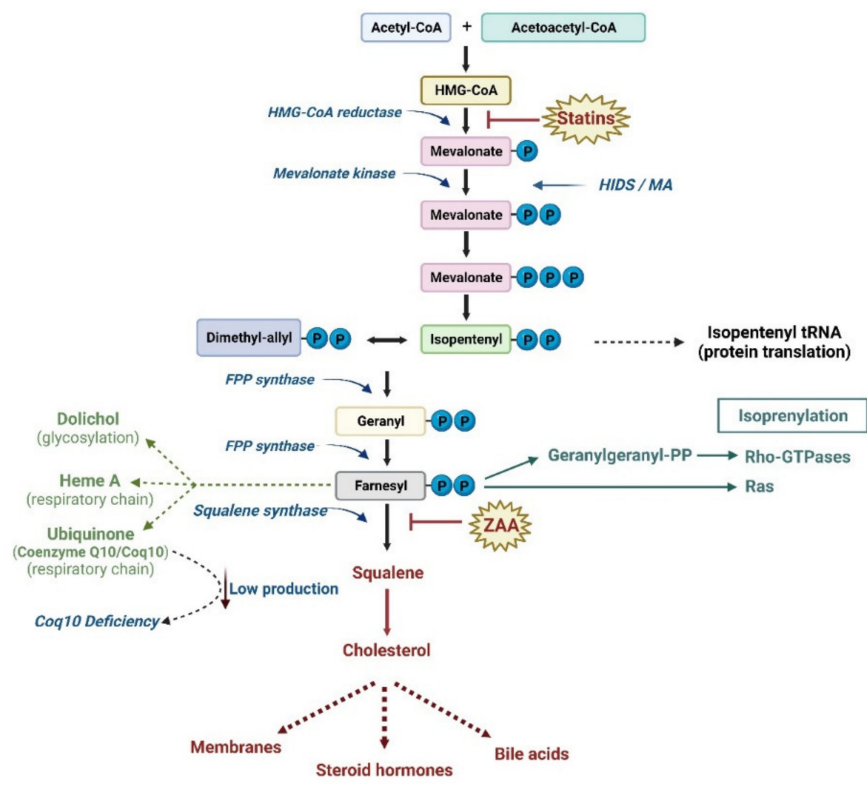 Acetyl-CoA + Acetoacetyl-CoA
HMG-CoA
HMG-CoA reductase
Statins
Mevalonate P
Mevalonate kinase
HIDS / MA
Mevalonate P P
Mevalonate P P P
Dimethyl-allyl P P
Isopentenyl P P
Isopentenyl tRNA
(protein translation)
FPP synthase
Geranyl P P
Isoprenylation
Dolichol
(glycosylation)
FPP synthase
Geranylgeranyl-PP
Rho-GTPases
Heme A
(respiratory chain)
Farnesyl P P
Ras
Squalene synthase
ZAA
Ubiquinone
(Coenzyme Q10/Coq10)
(respiratory chain)
Squalene
Low production
Coq10 Deficiency
Cholesterol
Membranes
Steroid hormones
Bile acids